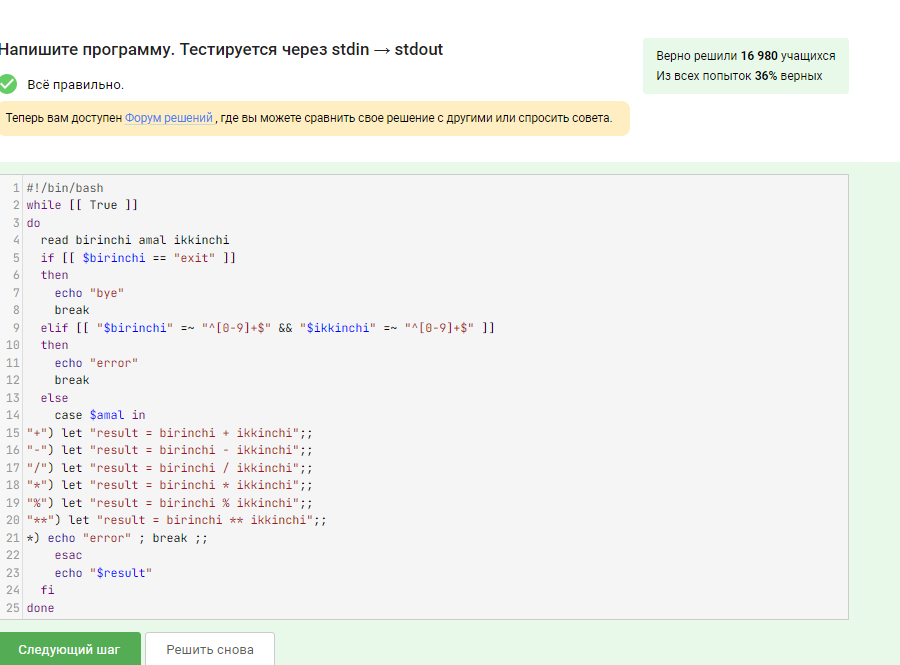 Напишите программу. Тестируется через stdin → stdout
Верно решили 16 980 учащихся
Из всех попыток 36% верных
Всё правильно.
Теперь вам доступен Форум решений , где вы можете сравнить свое решение с другими или спросить совета.
1 #!/bin/bash
2 while [[ True ]]
3 do
4   read birinchi amal ikkinchi
5   if [[ $birinchi == "exit" ]]
6   then
7     echo "bye"
8     break
9   elif [[ "$birinchi" =~ "^[0-9]+$" && "$ikkinchi" =~ "^[0-9]+$" ]]
10   then
11     echo "error"
12     break
13   else
14     case $amal in
15 "+") let "result = birinchi + ikkinchi";;
16 "-") let "result = birinchi - ikkinchi";;
17 "/") let "result = birinchi / ikkinchi";;
18 "*") let "result = birinchi * ikkinchi";;
19 "%") let "result = birinchi % ikkinchi";;
20 "**") let "result = birinchi ** ikkinchi";;
21 *) echo "error" ; break ;;
22     esac
23     echo "$result"
24   fi
25 done
Следующий шаг
Решить снова